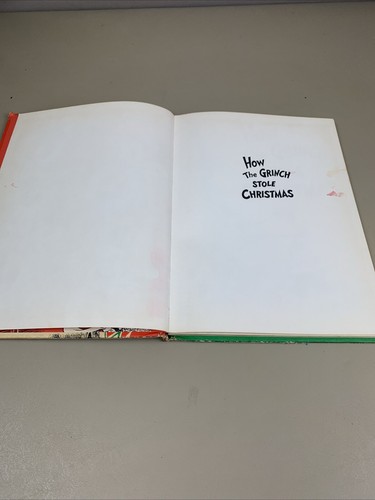 How
The GRINCH
STOLE
CHRISTMAS